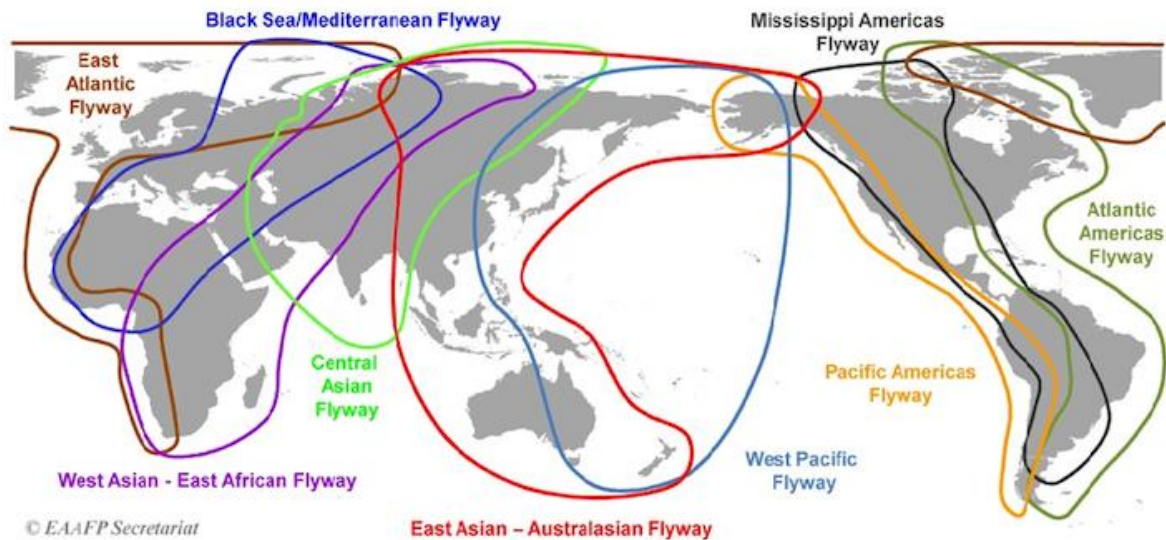 Black Sea/Mediterranean Flyway
Mississippi Americas
Flyway
East
Atlantic
Flyway
Atlantic
Americas
Flyway
Central
Asian
Flyway
Pacific Americas
Flyway
West Asian - East African Flyway
West Pacific
Flyway
© EAAFP Secretariat
East Asian – Australasian Flyway